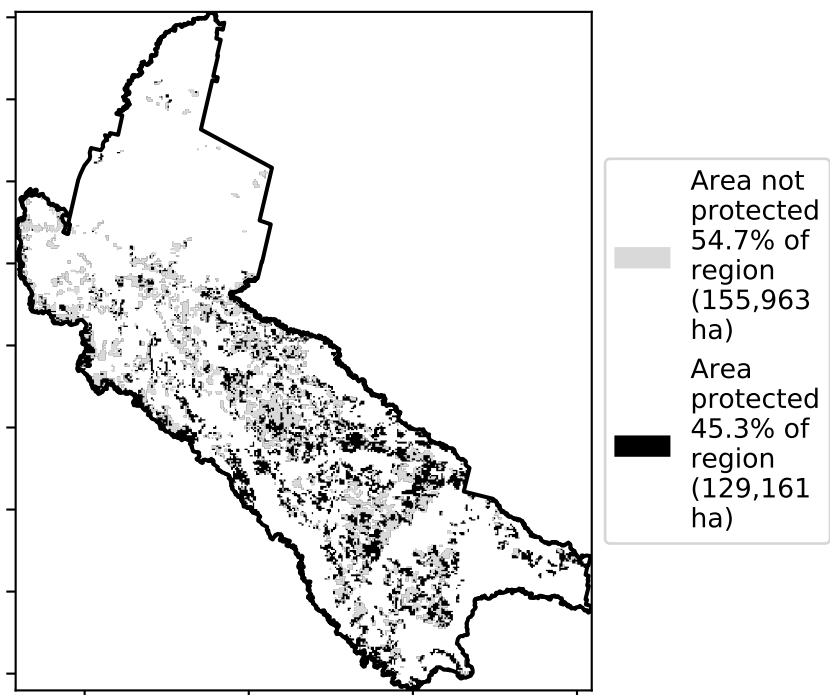 Area not
protected
54.7% of
region
(155,963
ha)
Area
protected
45.3% of
region
(129,161
ha)